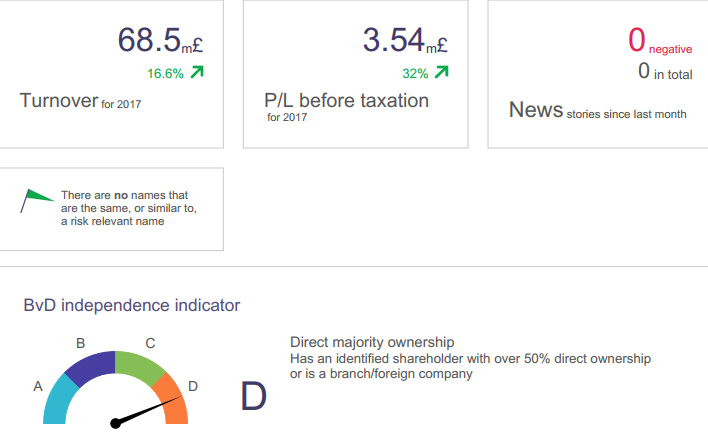 68.5m£
16.6%
Turnover for 2017
3.54m£
32%
P/L before taxation
for 2017
0 negative
0 in total
News stories since last month
There are no names that
are the same, or similar to,
a risk relevant name
BvD independence indicator
A
B
C
D
D
Direct majority ownership
Has an identified shareholder with over 50% direct ownership
or is a branch/foreign company